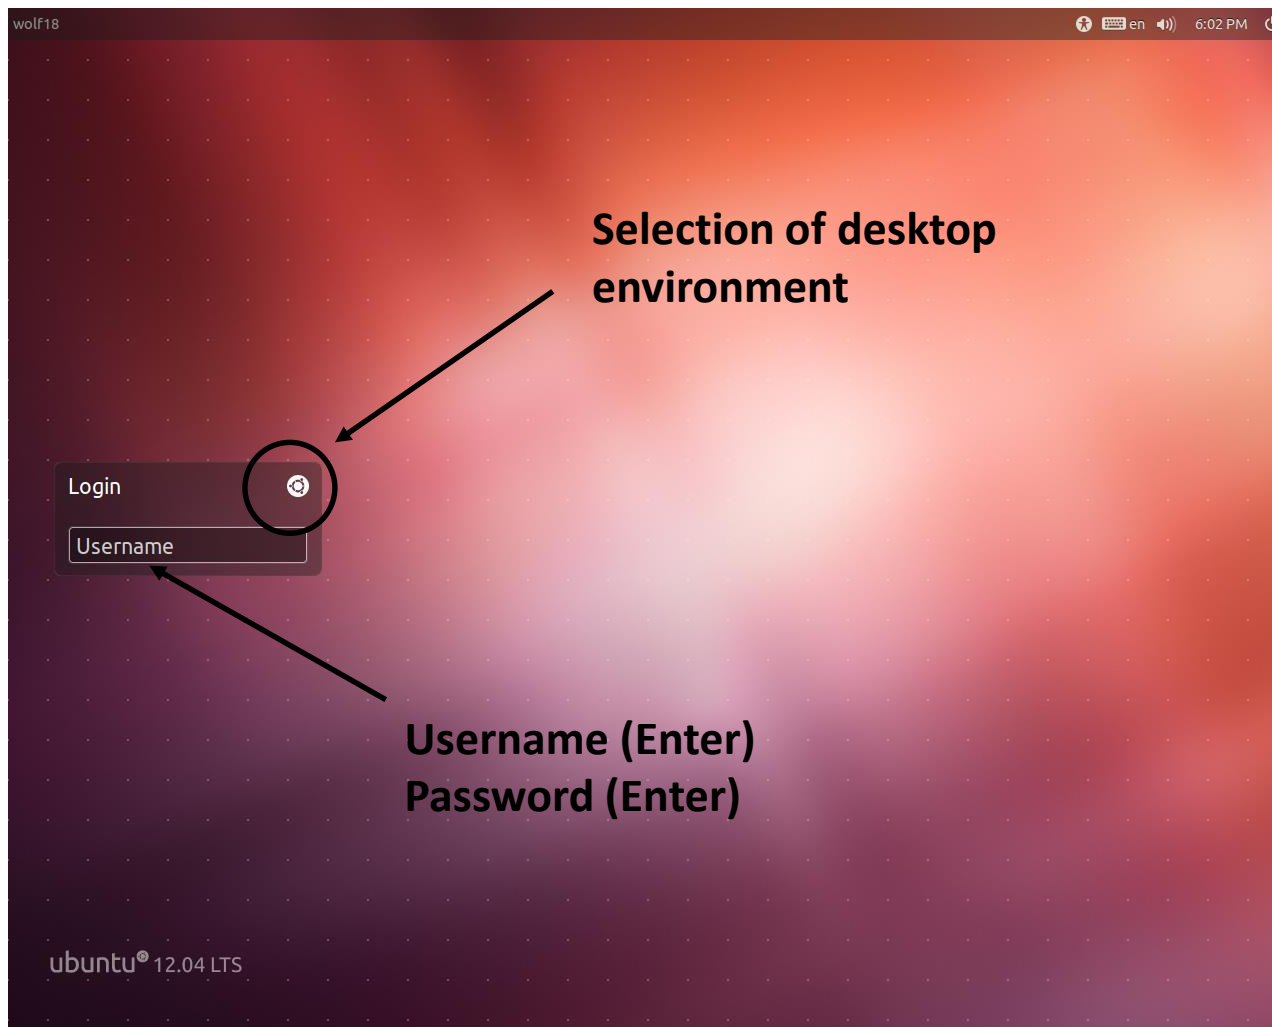 wolf18
en 6:02 PM
Selection of desktop
environment
Login
Username
Username (Enter)
Password (Enter)
ubuntu 12.04 LTS